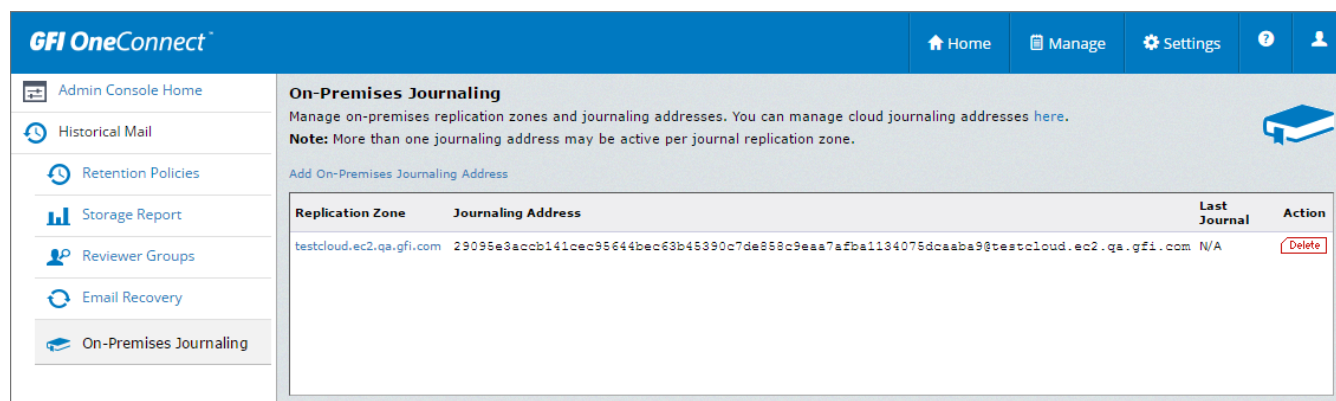 GFI OneConnect™
Home
Manage
Settings
?
Admin Console Home
Historical Mail
Retention Policies
Storage Report
Reviewer Groups
Email Recovery
On-Premises Journaling
On-Premises Journaling
Manage on-premises replication zones and journaling addresses. You can manage cloud journaling addresses here.
Note: More than one journaling address may be active per journal replication zone.
Add On-Premises Journaling Address
Replication Zone Journaling Address Last Journal Action
testcloud.ec2.qa.gfi.com 29095e3accb141cec95644bec63b45390c7de858c9eaa7afba1134075dcaaba9@testcloud.ec2.qa.gfi.com N/A Delete